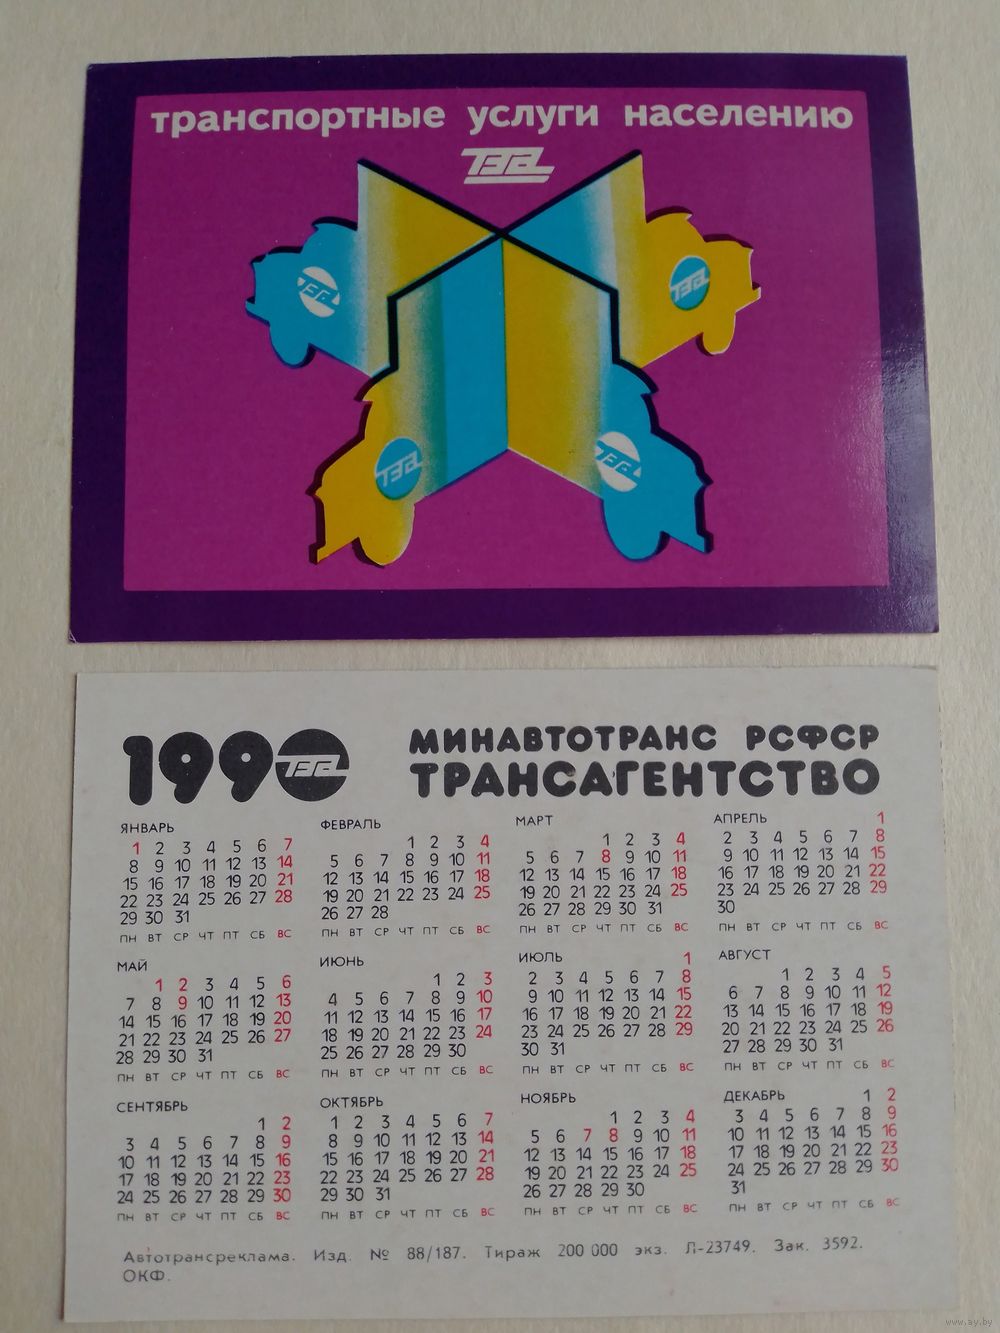 транспортные услуги населению
ТЭА
ТЭА
ТЭА
ТЭА
ТЭА
1990 ТЭА
МИНАВТОТРАНС РСФСР
ТРАНСАГЕНТСТВО
ЯНВАРЬ
1 2 3 4 5 6 7
8 9 10 11 12 13 14
15 16 17 18 19 20 21
22 23 24 25 26 27 28
29 30 31
ПН ВТ СР ЧТ ПТ СБ ВС
ФЕВРАЛЬ
1 2 3 4
5 6 7 8 9 10 11
12 13 14 15 16 17 18
19 20 21 22 23 24 25
26 27 28
ПН ВТ СР ЧТ ПТ СБ ВС
МАРТ
1 2 3 4
5 6 7 8 9 10 11
12 13 14 15 16 17 18
19 20 21 22 23 24 25
26 27 28 29 30 31
ПН ВТ СР ЧТ ПТ СБ ВС
АПРЕЛЬ
1
2 3 4 5 6 7 8
9 10 11 12 13 14 15
16 17 18 19 20 21 22
23 24 25 26 27 28 29
30
ПН ВТ СР ЧТ ПТ СБ ВС
МАЙ
1 2 3 4 5 6
7 8 9 10 11 12 13
14 15 16 17 18 19 20
21 22 23 24 25 26 27
28 29 30 31
ПН ВТ СР ЧТ ПТ СБ ВС
ИЮНЬ
1 2 3
4 5 6 7 8 9 10
11 12 13 14 15 16 17
18 19 20 21 22 23 24
25 26 27 28 29 30
ПН ВТ СР ЧТ ПТ СБ ВС
ИЮЛЬ
1
2 3 4 5 6 7 8
9 10 11 12 13 14 15
16 17 18 19 20 21 22
23 24 25 26 27 28 29
30 31
ПН ВТ СР ЧТ ПТ СБ ВС
АВГУСТ
1 2 3 4 5
6 7 8 9 10 11 12
13 14 15 16 17 18 19
20 21 22 23 24 25 26
27 28 29 30 31
ПН ВТ СР ЧТ ПТ СБ ВС
СЕНТЯБРЬ
1 2
3 4 5 6 7 8 9
10 11 12 13 14 15 16
17 18 19 20 21 22 23
24 25 26 27 28 29 30
ПН ВТ СР ЧТ ПТ СБ ВС
ОКТЯБРЬ
1 2 3 4 5 6 7
8 9 10 11 12 13 14
15 16 17 18 19 20 21
22 23 24 25 26 27 28
29 30 31
ПН ВТ СР ЧТ ПТ СБ ВС
НОЯБРЬ
1 2 3 4
5 6 7 8 9 10 11
12 13 14 15 16 17 18
19 20 21 22 23 24 25
26 27 28 29 30
ПН ВТ СР ЧТ ПТ СБ ВС
ДЕКАБРЬ
1 2
3 4 5 6 7 8 9
10 11 12 13 14 15 16
17 18 19 20 21 22 23
24 25 26 27 28 29 30
31
ПН ВТ СР ЧТ ПТ СБ ВС
Автотрансреклама. Изд. № 88/187. Тираж 200 000 экз. Л-23749. Зак. 3592.
ОКФ.
www.ay.by